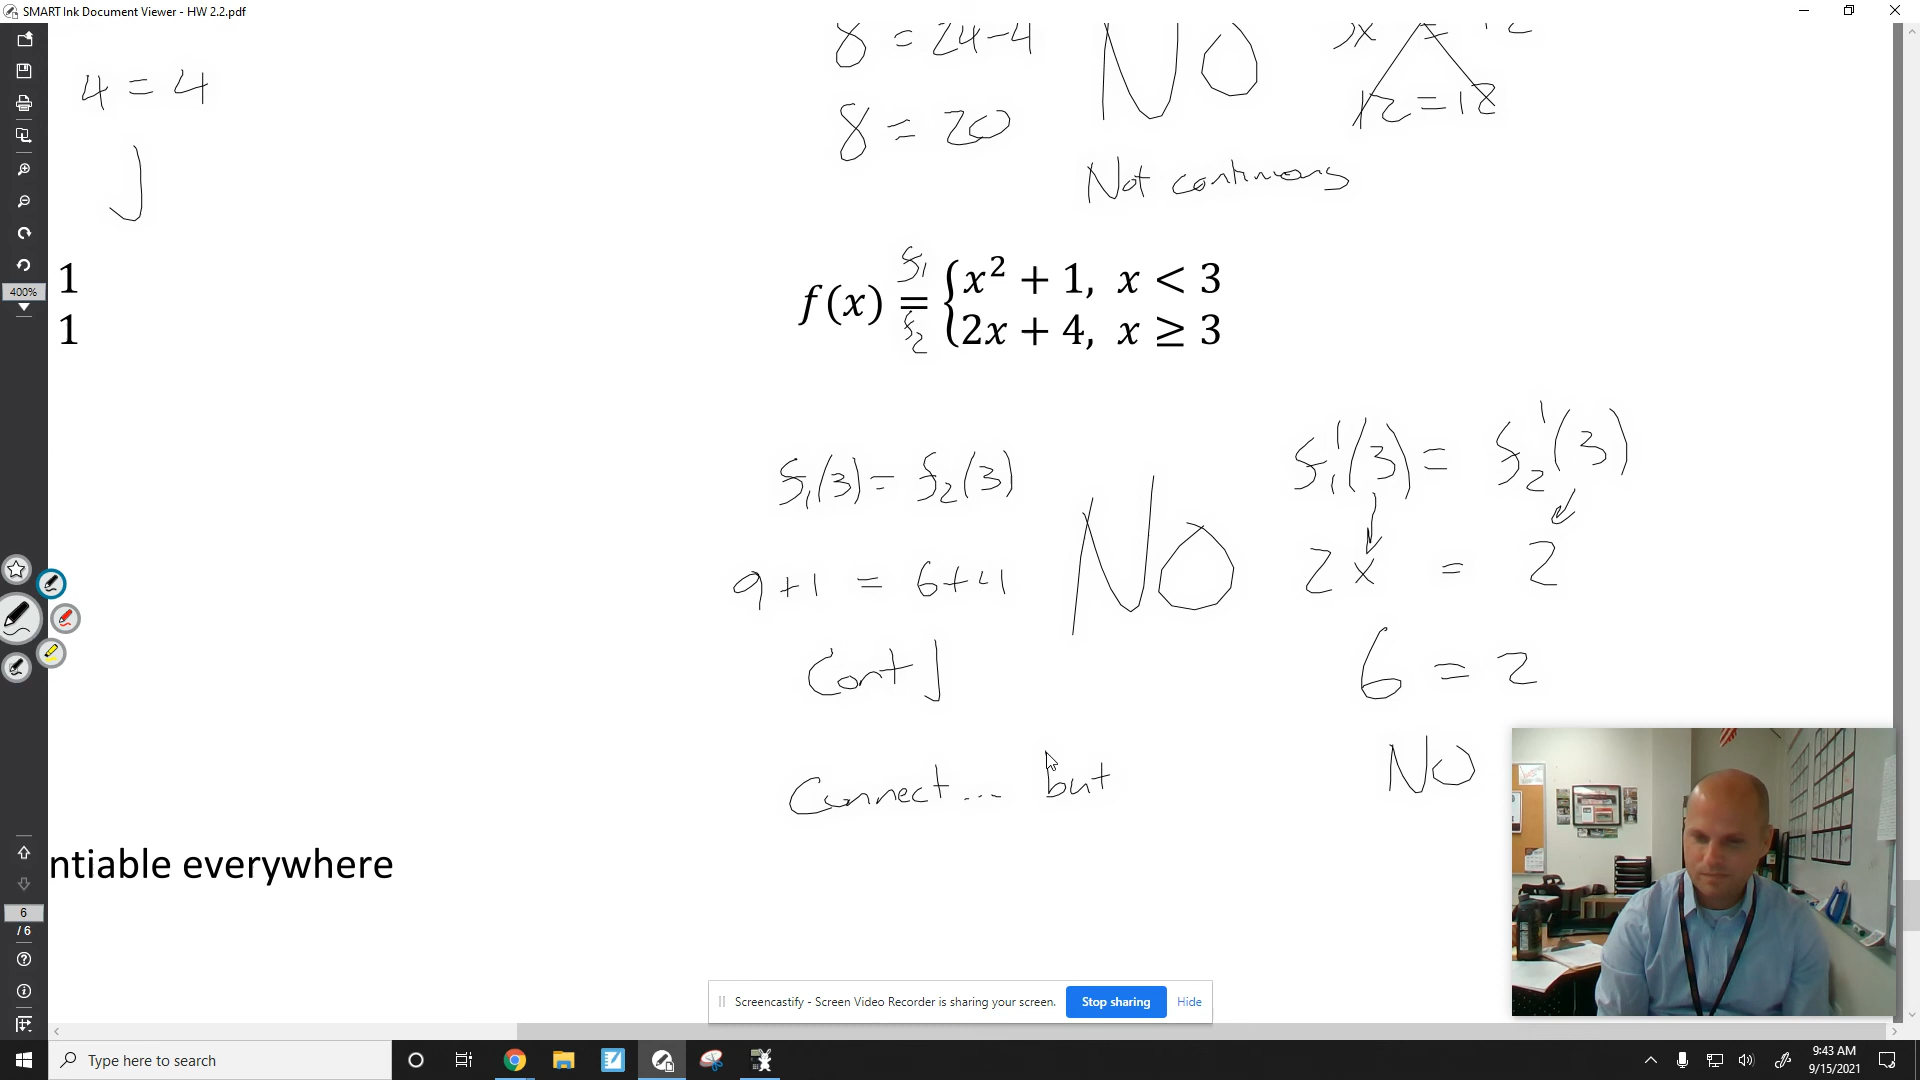 SMART Ink Document Viewer - HW 2.2.pdf
8 = 24-4
NO
4 = 4
12 = 12
8 = 20
Not continuous
1
1
400%
f₁
f₂
f(x) = {x² + 1, x < 3
2x + 4, x ≥ 3
f₁(3) = f₂(3)
f₁'(3) = f₂'(3)
9+1 = 6+4
NO
2x = 2
Cont
6 = 2
Connect... but
NO
ntiable everywhere
6
/ 6
Screencastify - Screen Video Recorder is sharing your screen.
Stop sharing
Hide
Type here to search
9:43 AM
9/15/2021